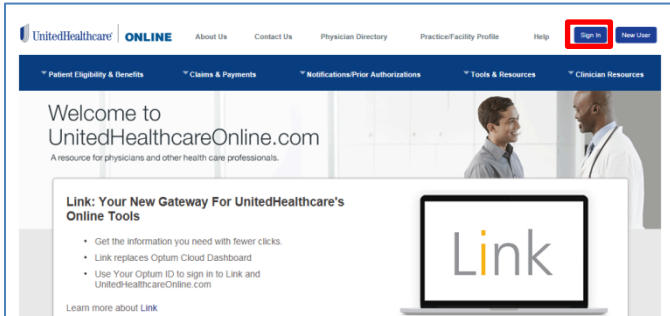 UnitedHealthcare ONLINE About Us Contact Us Physician Directory Practice/Facility Profile Help Sign In New User
Patient Eligibility & Benefits Claims & Payments Notifications/Prior Authorizations Tools & Resources Clinician Resources
Welcome to
UnitedHealthcareOnline.com
A resource for physicians and other health care professionals.
Link: Your New Gateway For UnitedHealthcare's
Online Tools
• Get the information you need with fewer clicks.
• Link replaces Optum Cloud Dashboard
• Use Your Optum ID to sign in to Link and
UnitedHealthcareOnline.com
Learn more about Link
Link